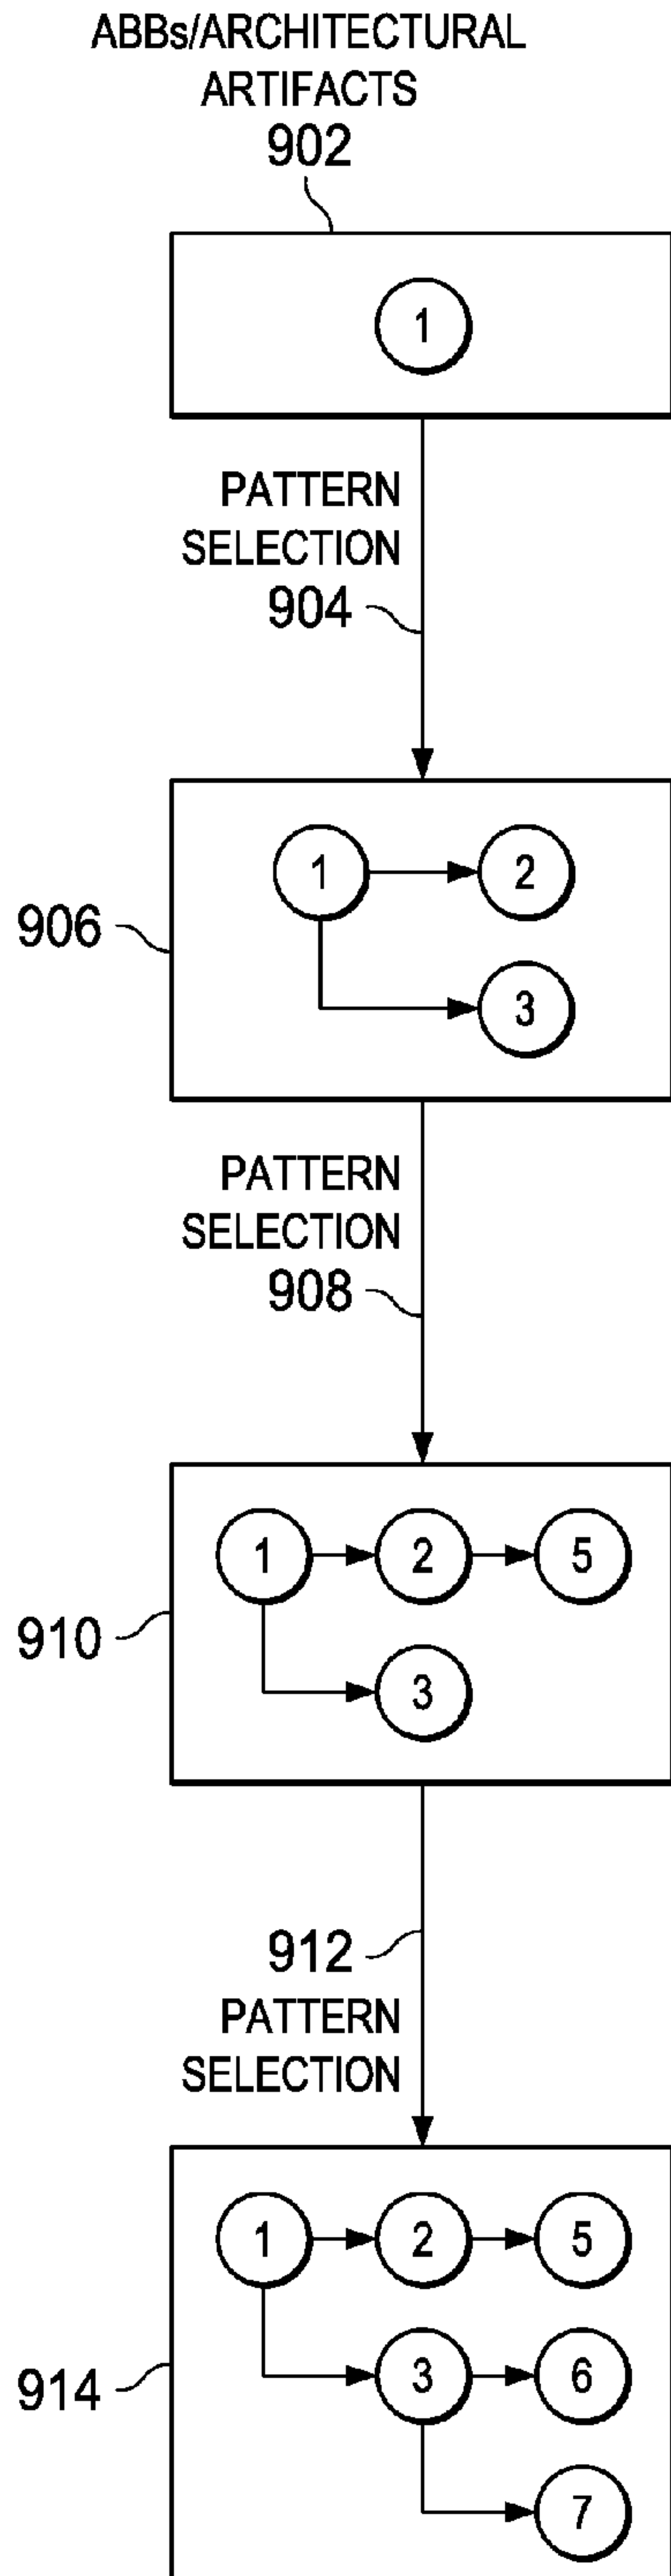 ABBs/ARCHITECTURAL
ARTIFACTS
902
1
PATTERN
SELECTION
904
1 2
906
3
PATTERN
SELECTION
908
1 2 5
910
3
912
PATTERN
SELECTION
1 2 5
914
3 6
7